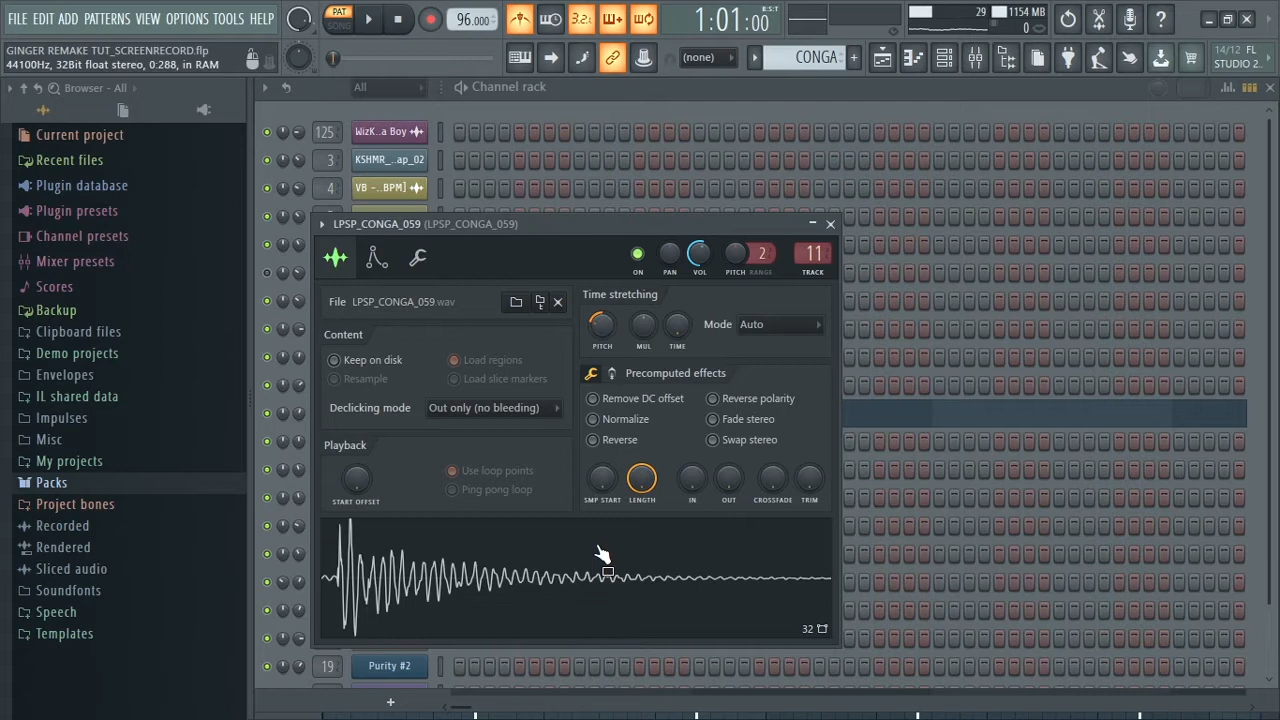 FILE EDIT ADD PATTERNS VIEW OPTIONS TOOLS HELP
PAT
SONG
96.000
3.2
1:01:00
B:S:T
29
1154 MB
0
GINGER REMAKE TUT_SCREENRECORD.flp
44100Hz, 32Bit float stereo, 0:288, in RAM
(none)
CONGA
14/12 FL
STUDIO 2..
Browser - All
All
Channel rack
Current project
Recent files
Plugin database
Plugin presets
Channel presets
Mixer presets
Scores
Backup
Clipboard files
Demo projects
Envelopes
IL shared data
Impulses
Misc
My projects
Packs
Project bones
Recorded
Rendered
Sliced audio
Soundfonts
Speech
Templates
125 WizK..a Boy
3 KSHMR_...ap_02
4 VB -...BPM]
LPSP_CONGA_059 (LPSP_CONGA_059)
ON
PAN
VOL
PITCH RANGE
2
11
TRACK
File LPSP_CONGA_059.wav
Content
Keep on disk
Load regions
Resample
Load slice markers
Declicking mode Out only (no bleeding)
Playback
START OFFSET
Use loop points
Ping pong loop
Time stretching
PITCH MUL TIME
Mode Auto
Precomputed effects
Remove DC offset
Reverse polarity
Normalize
Fade stereo
Reverse
Swap stereo
SMP START LENGTH IN OUT CROSSFADE TRIM
32
19 Purity #2
+